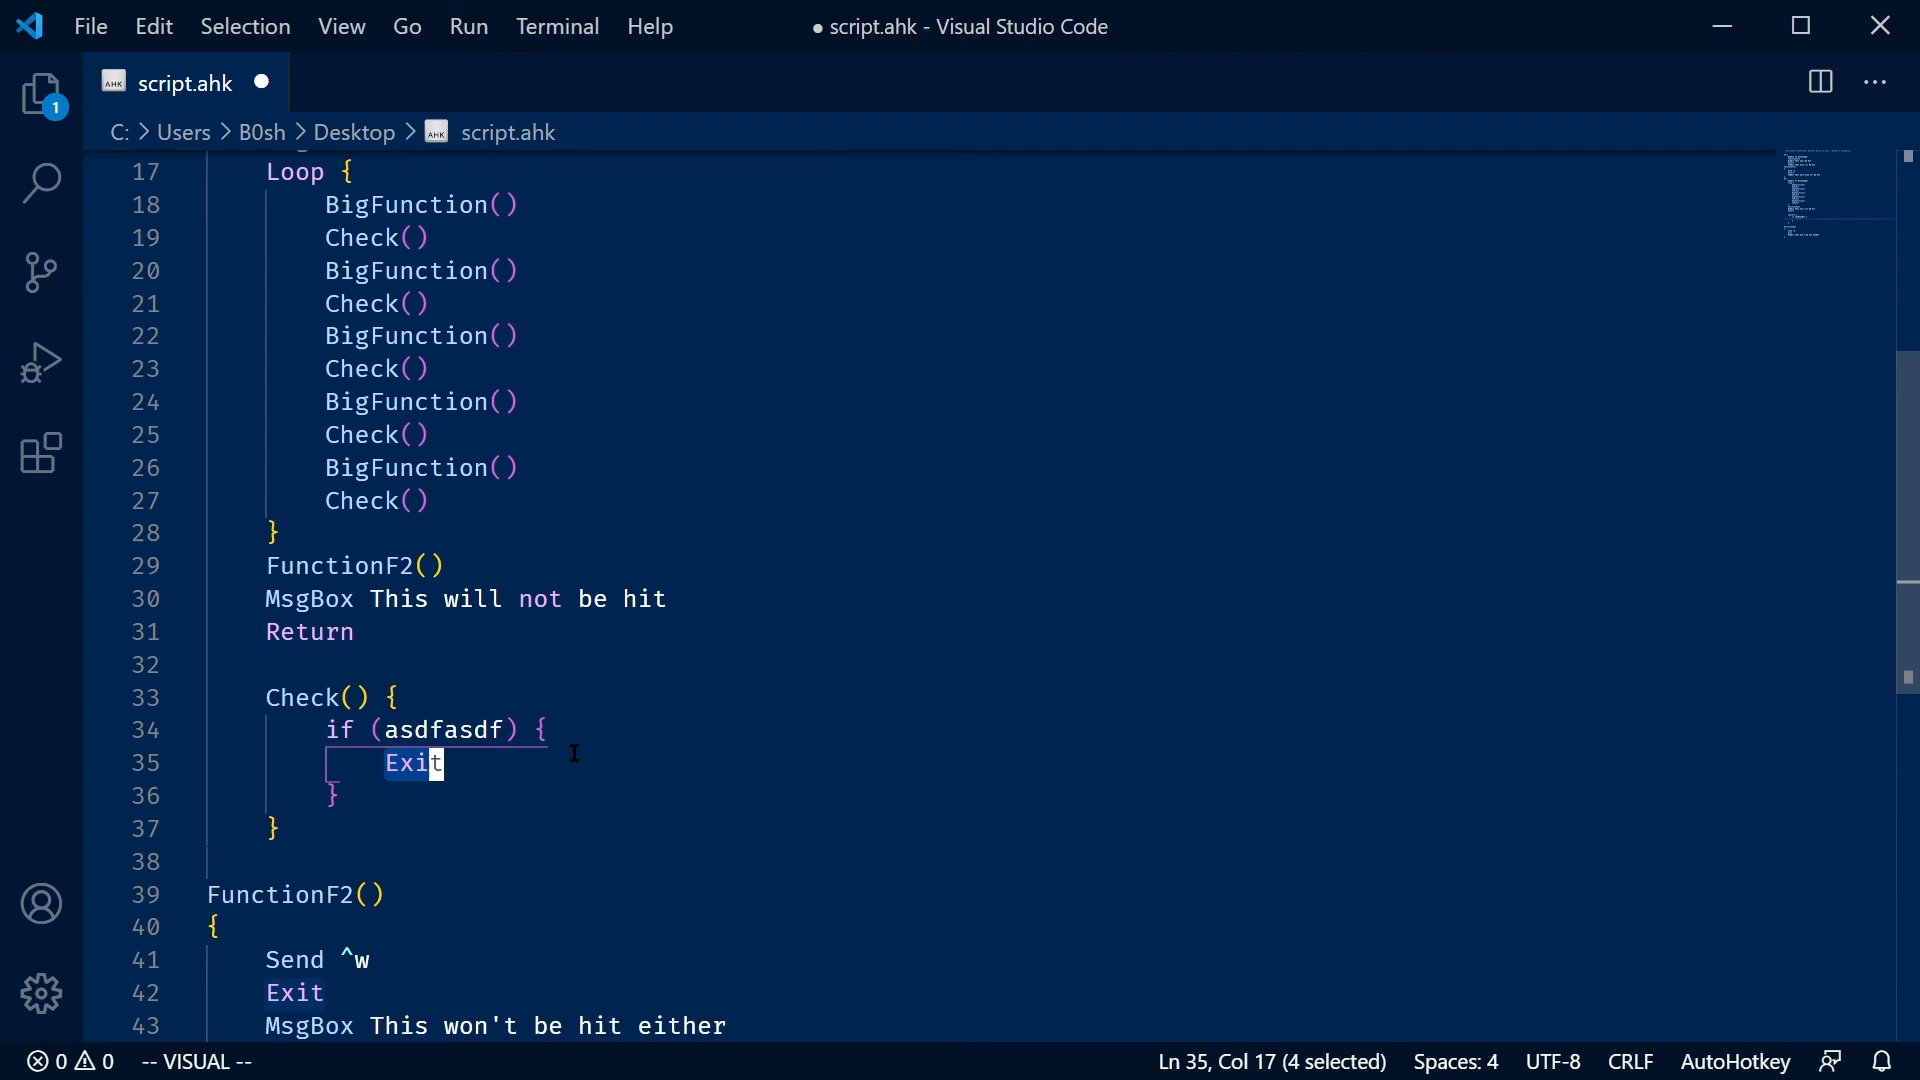 File Edit Selection View Go Run Terminal Help
● script.ahk - Visual Studio Code
1
AHK script.ahk ●
C: > Users > B0sh > Desktop > AHK script.ahk
17 Loop {
18 BigFunction()
19 Check()
20 BigFunction()
21 Check()
22 BigFunction()
23 Check()
24 BigFunction()
25 Check()
26 BigFunction()
27 Check()
28 }
29 FunctionF2()
30 MsgBox This will not be hit
31 Return
32
33 Check() {
34 if (asdfasdf) {
35 Exit
36 }
37 }
38
39 FunctionF2()
40 {
41 Send ^w
42 Exit
43 MsgBox This won't be hit either
0 0 -- VISUAL -- Ln 35, Col 17 (4 selected) Spaces: 4 UTF-8 CRLF AutoHotkey